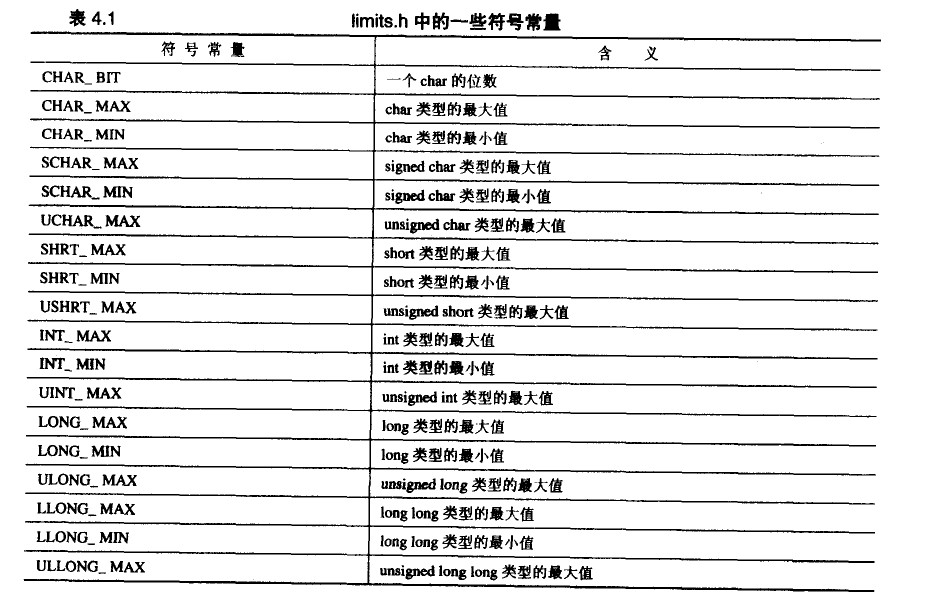 表 4.1 limits.h 中的一些符号常量
符 号 常 量 含 义
CHAR_ BIT 一个 char 的位数
CHAR_ MAX char 类型的最大值
CHAR_ MIN char 类型的最小值
SCHAR_ MAX signed char 类型的最大值
SCHAR_ MIN signed char 类型的最小值
UCHAR_ MAX unsigned char 类型的最大值
SHRT_ MAX short 类型的最大值
SHRT_ MIN short 类型的最小值
USHRT_ MAX unsigned short 类型的最大值
INT_ MAX int 类型的最大值
INT_ MIN int 类型的最小值
UINT_ MAX unsigned int 类型的最大值
LONG_ MAX long 类型的最大值
LONG_ MIN long 类型的最小值
ULONG_ MAX unsigned long 类型的最大值
LLONG_ MAX long long 类型的最大值
LLONG_ MIN long long 类型的最小值
ULLONG_ MAX unsigned long long 类型的最大值